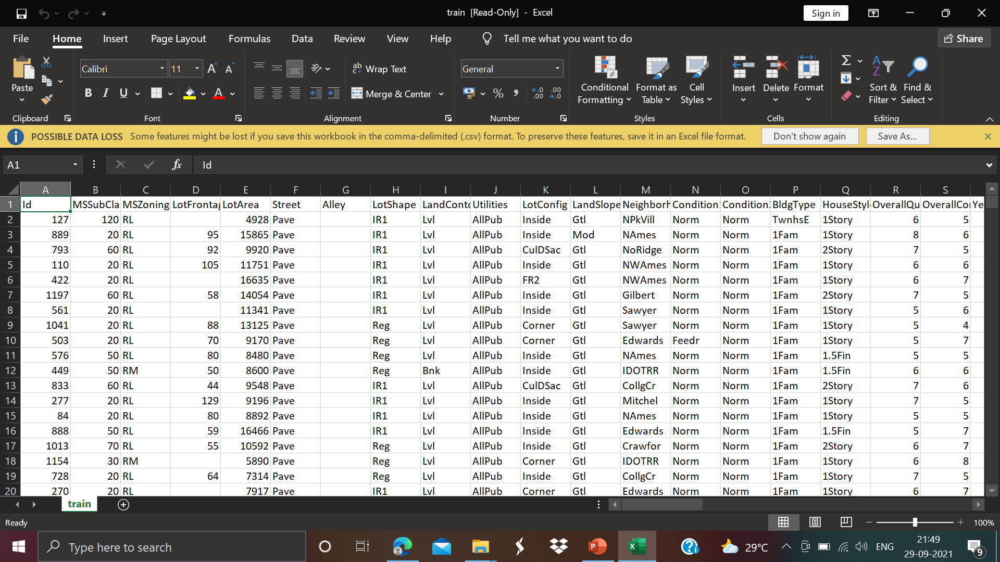 train [Read-Only] - Excel
Sign in
File Home Insert Page Layout Formulas Data Review View Help Tell me what you want to do Share
Paste
Calibri 11
B I U
Wrap Text
Merge & Center
General
Conditional Formatting
Format as Table
Cell Styles
Insert Delete Format
Sort & Filter
Find & Select
Clipboard Font Alignment Number Styles Cells Editing
POSSIBLE DATA LOSS Some features might be lost if you save this workbook in the comma-delimited (.csv) format. To preserve these features, save it in an Excel file format. Don't show again Save As...
A1 fx Id
A B C D E F G H I J K L M N O P Q R S
1 Id MSSubCla MSZoning LotFrontag LotArea Street Alley LotShape LandConto Utilities LotConfig LandSlope Neighborh Condition1 Condition2 BldgType HouseStyle OverallQu OverallCon Ye
2 127 120 RL 4928 Pave IR1 Lvl AllPub Inside Gtl NPkVill Norm Norm TwnhsE 1Story 6 5
3 889 20 RL 95 15865 Pave IR1 Lvl AllPub Inside Mod NAmes Norm Norm 1Fam 1Story 8 6
4 793 60 RL 92 9920 Pave IR1 Lvl AllPub CulDSac Gtl NoRidge Norm Norm 1Fam 2Story 7 5
5 110 20 RL 105 11751 Pave IR1 Lvl AllPub Inside Gtl NWAmes Norm Norm 1Fam 1Story 6 6
6 422 20 RL 16635 Pave IR1 Lvl AllPub FR2 Gtl NWAmes Norm Norm 1Fam 1Story 6 7
7 1197 60 RL 58 14054 Pave IR1 Lvl AllPub Inside Gtl Gilbert Norm Norm 1Fam 2Story 7 5
8 561 20 RL 11341 Pave IR1 Lvl AllPub Inside Gtl Sawyer Norm Norm 1Fam 1Story 5 6
9 1041 20 RL 88 13125 Pave Reg Lvl AllPub Corner Gtl Sawyer Norm Norm 1Fam 1Story 5 4
10 503 20 RL 70 9170 Pave Reg Lvl AllPub Corner Gtl Edwards Feedr Norm 1Fam 1Story 5 7
11 576 50 RL 80 8480 Pave Reg Lvl AllPub Inside Gtl NAmes Norm Norm 1Fam 1.5Fin 5 5
12 449 50 RM 50 8600 Pave Reg Bnk AllPub Inside Gtl IDOTRR Norm Norm 1Fam 1.5Fin 6 6
13 833 60 RL 44 9548 Pave IR1 Lvl AllPub CulDSac Gtl CollgCr Norm Norm 1Fam 2Story 7 6
14 277 20 RL 129 9196 Pave IR1 Lvl AllPub Inside Gtl Mitchel Norm Norm 1Fam 1Story 7 5
15 84 20 RL 80 8892 Pave IR1 Lvl AllPub Inside Gtl NAmes Norm Norm 1Fam 1Story 5 5
16 888 50 RL 59 16466 Pave IR1 Lvl AllPub Inside Gtl Edwards Norm Norm 1Fam 1.5Fin 5 7
17 1013 70 RL 55 10592 Pave Reg Lvl AllPub Inside Gtl Crawfor Norm Norm 1Fam 2Story 6 7
18 1154 30 RM 5890 Pave Reg Lvl AllPub Corner Gtl IDOTRR Norm Norm 1Fam 1Story 6 8
19 728 20 RL 64 7314 Pave Reg Lvl AllPub Inside Gtl CollgCr Norm Norm 1Fam 1Story 7 5
20 270 20 RL 7917 Pave IR1 Lvl AllPub Corner Gtl Edwards Norm Norm 1Fam 1Story 6 7
train
Ready 100%
Type here to search
29°C ENG
21:49
29-09-2021
9